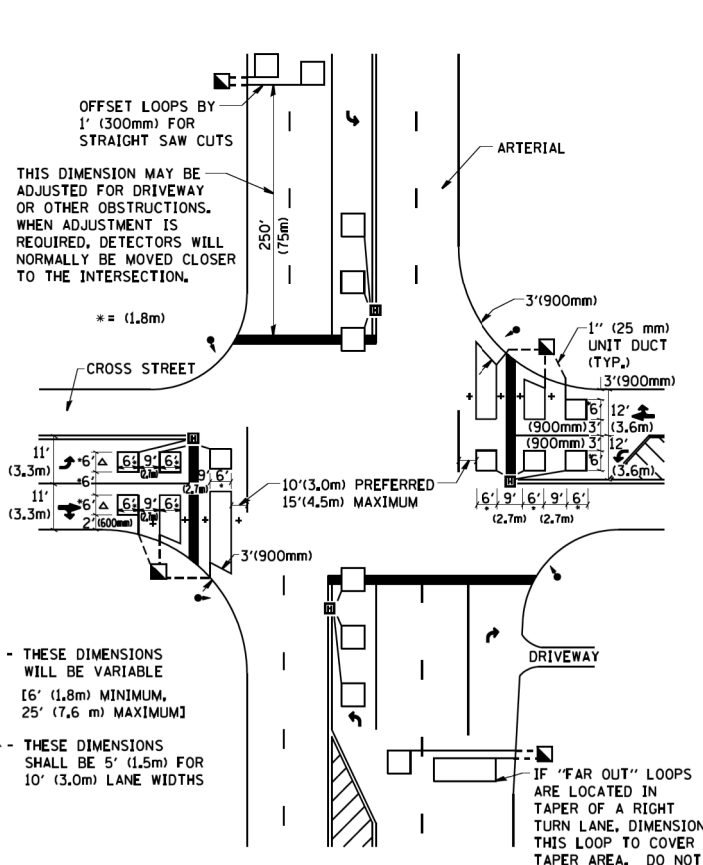 OFFSET LOOPS BY
1' (300mm) FOR
STRAIGHT SAW CUTS
THIS DIMENSION MAY BE
ADJUSTED FOR DRIVEWAY
OR OTHER OBSTRUCTIONS.
WHEN ADJUSTMENT IS
REQUIRED, DETECTORS WILL
NORMALLY BE MOVED CLOSER
TO THE INTERSECTION.
* = (1.8m)
250'
(75m)
ARTERIAL
3'(900mm)
1" (25 mm)
UNIT DUCT
(TYP.)
3'(900mm)
CROSS STREET
*6'
12'
(3.6m)
(900mm) 3'
(900mm) 3'
12'
*6'
(3.6m)
H
H
H
H
11'
(3.3m)
*6'
6' 9' 6'
(2.7m)
*6'
(2.7m)
9' 6'
*
11'
(3.3m)
*6'
6' 9' 6'
(2.7m)
2' (600mm)
10'(3.0m) PREFERRED
15'(4.5m) MAXIMUM
6' 9' 6' 9' 6'
* * *
(2.7m) (2.7m)
3'(900mm)
- THESE DIMENSIONS
WILL BE VARIABLE
[6' (1.8m) MINIMUM,
25' (7.6 m) MAXIMUM]
- THESE DIMENSIONS
SHALL BE 5' (1.5m) FOR
10' (3.0m) LANE WIDTHS
DRIVEWAY
IF "FAR OUT" LOOPS
ARE LOCATED IN
TAPER OF A RIGHT
TURN LANE, DIMENSION
THIS LOOP TO COVER
TAPER AREA. DO NOT